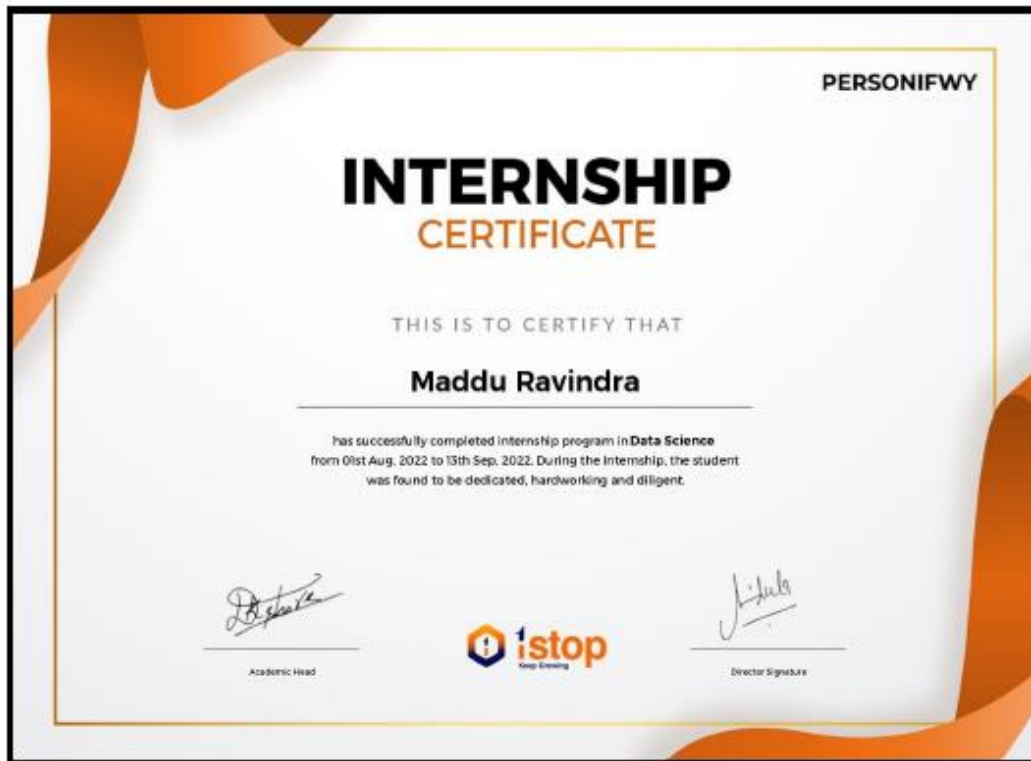 PERSONIFWY
INTERNSHIP
CERTIFICATE
THIS IS TO CERTIFY THAT
Maddu Ravindra
has successfully completed internship program in Data Science
from 01st Aug, 2022 to 13th Sep, 2022. During the internship, the student
was found to be dedicated, hardworking and diligent.
1stop
Keep Growing
Academic Head
Director Signature